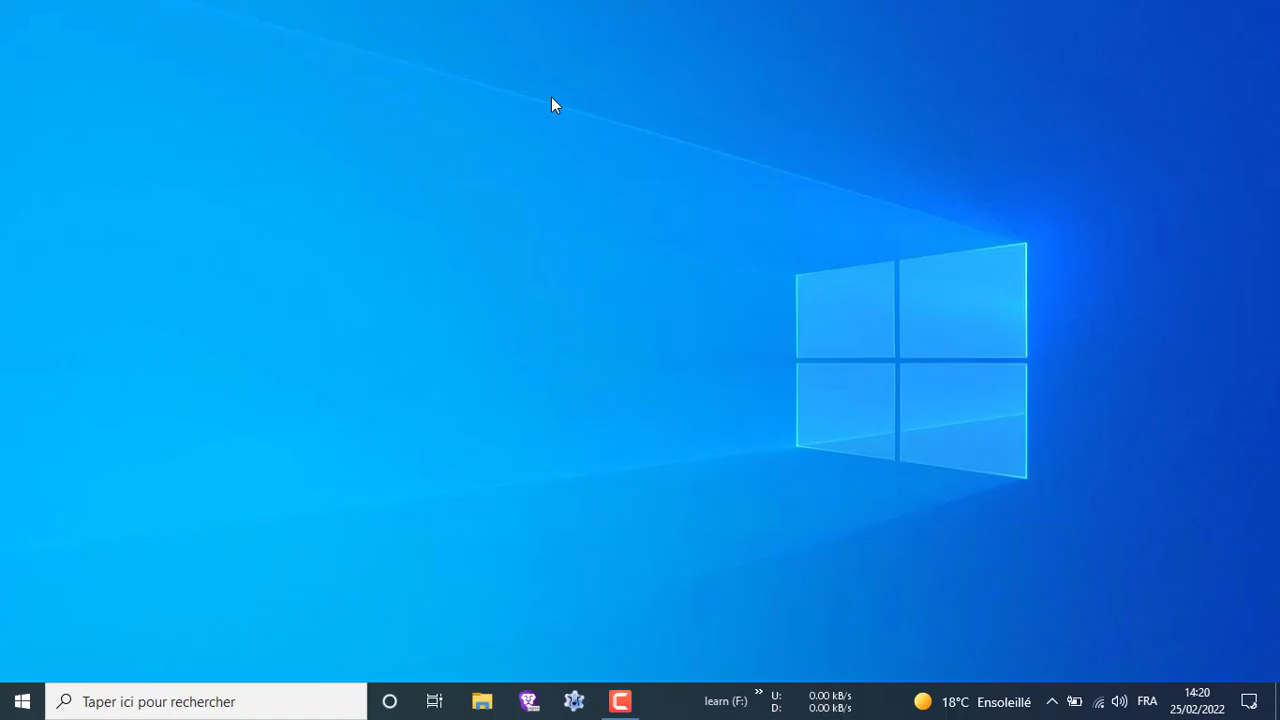 Taper ici pour rechercher
learn (F:)
»
U: 0.00 kB/s
D: 0.00 kB/s
18°C Ensoleillé
FRA
14:20
25/02/2022